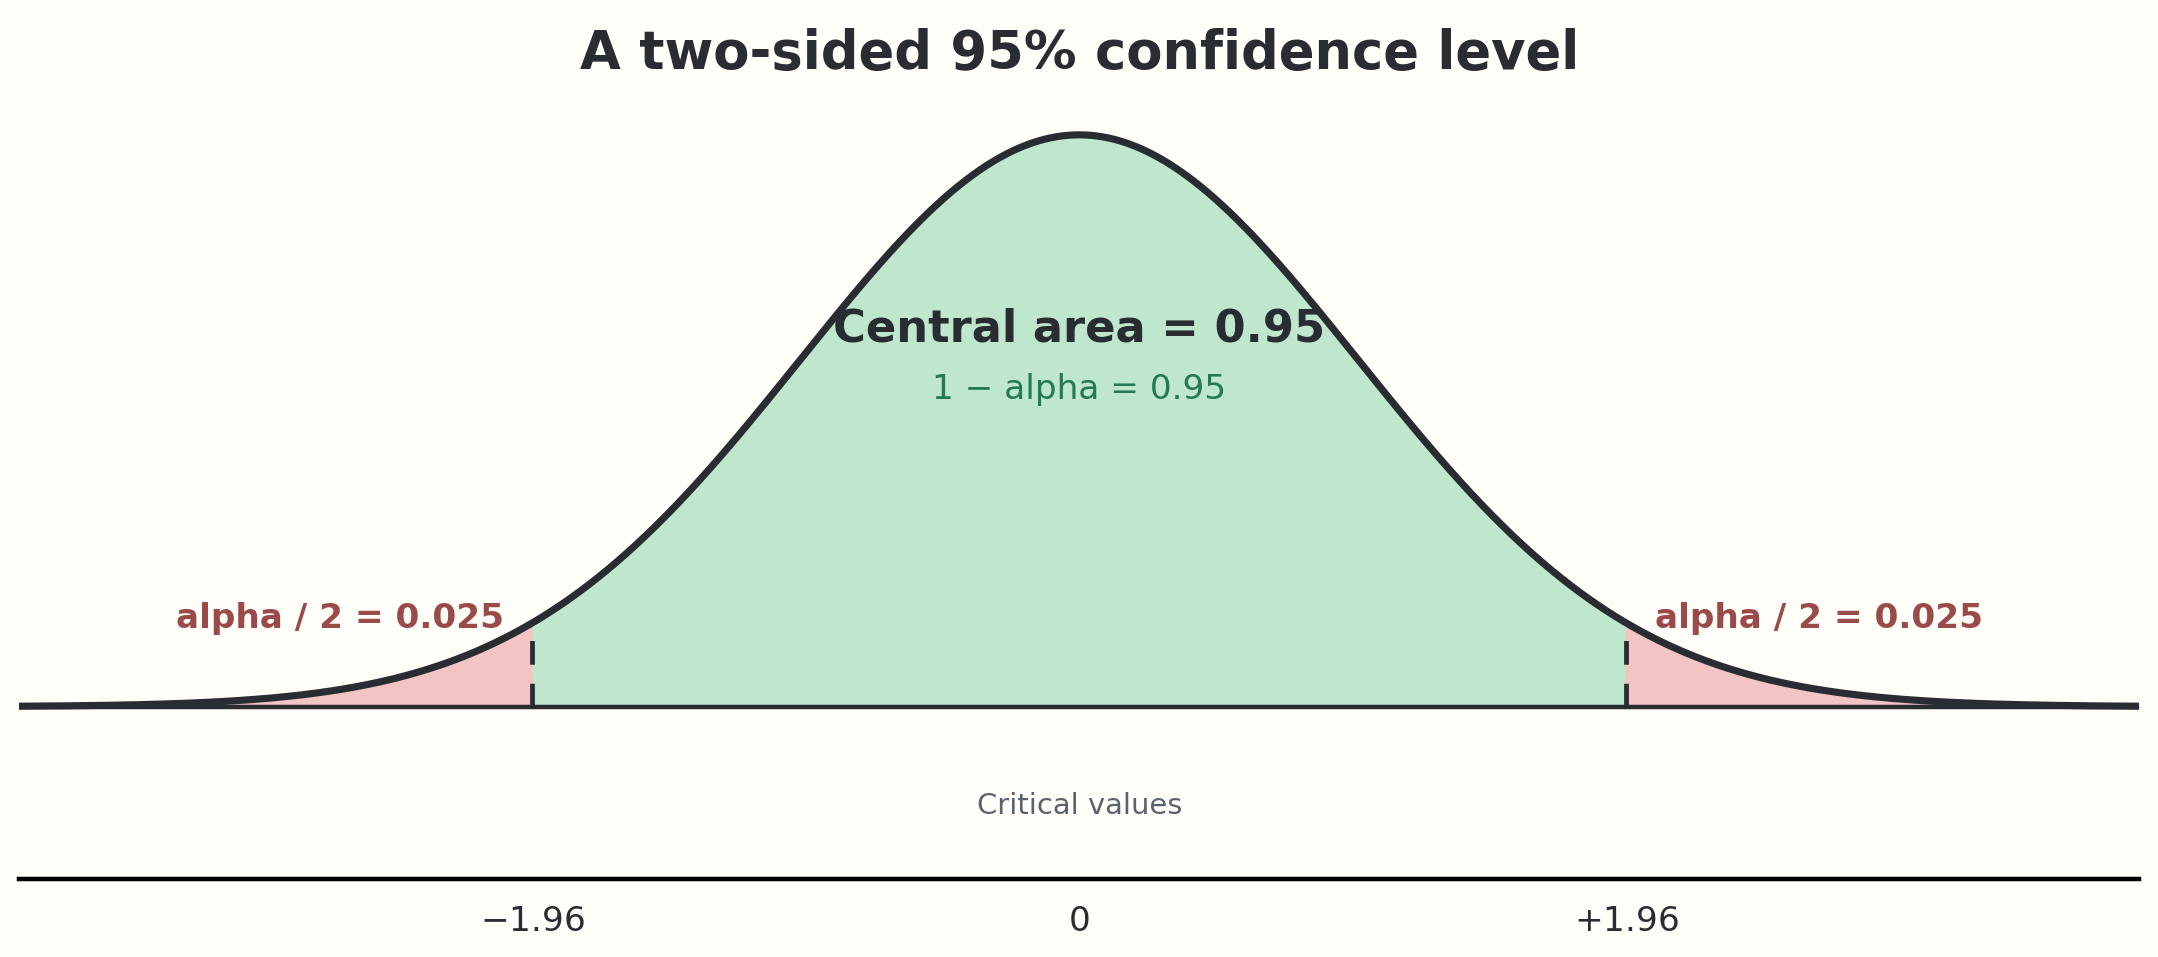 A two-sided 95% confidence level
Central area = 0.95
1 − alpha = 0.95
alpha / 2 = 0.025
alpha / 2 = 0.025
Critical values
−1.96
0
+1.96